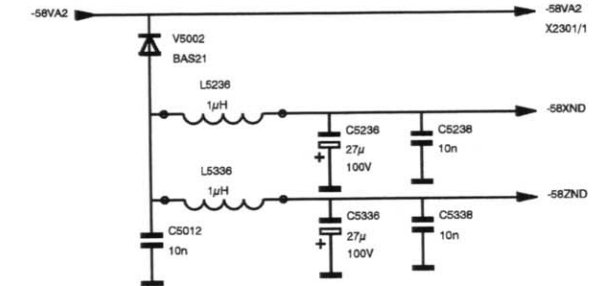 -58VA2
-58VA2
X2301/1
V5002
BAS21
L5236
1µH
-58XND
C5236
27µ
100V
+
C5238
10n
L5336
1µH
-58ZND
C5336
27µ
100V
+
C5338
10n
C5012
10n